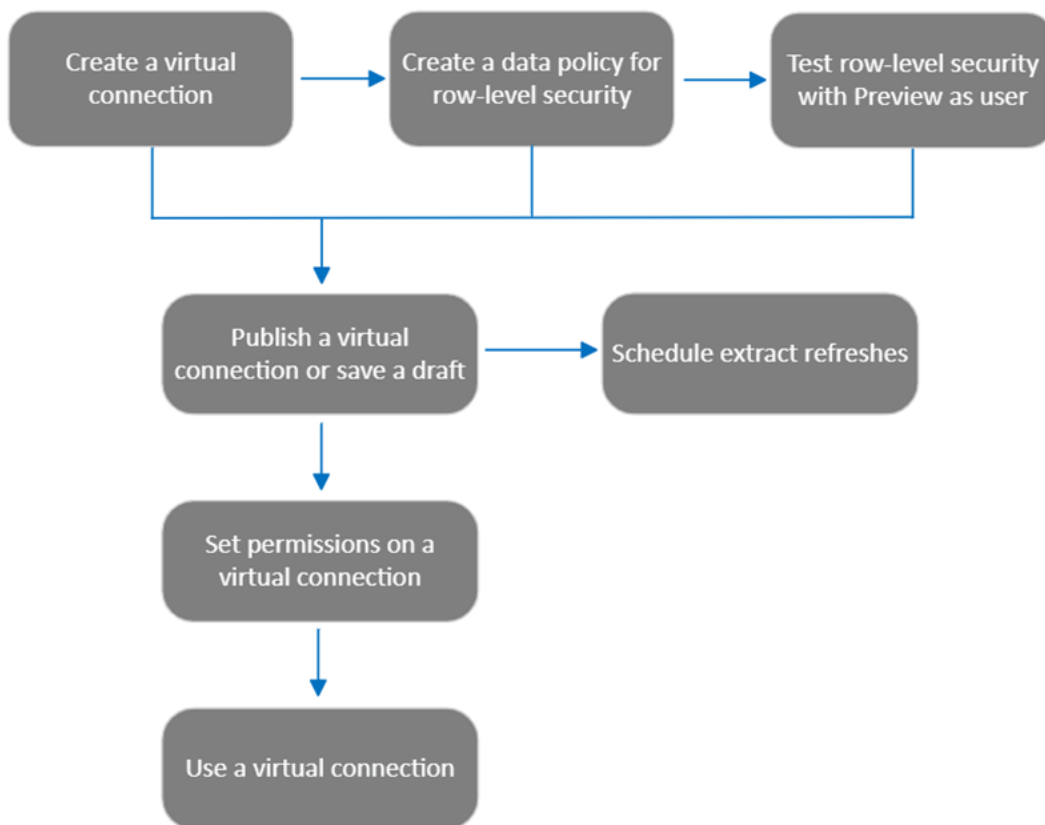 Create a virtual
connection
Create a data policy for
row-level security
Test row-level security
with Preview as user
Publish a virtual
connection or save a draft
Schedule extract refreshes
Set permissions on a
virtual connection
Use a virtual connection